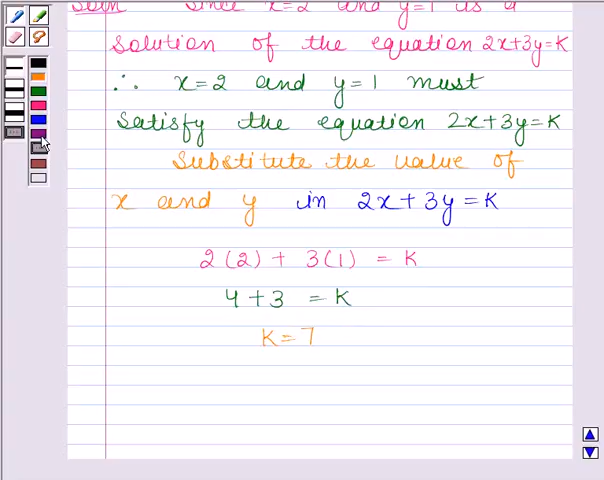 Soln Since x=2 and y=1 is a
solution of the equation 2x+3y=K
∴ x=2 and y=1 must
satisfy the equation 2x+3y=K
Substitute the value of
x and y in 2x+3y=K
2(2)+ 3(1) = K
4+3 = K
K=7